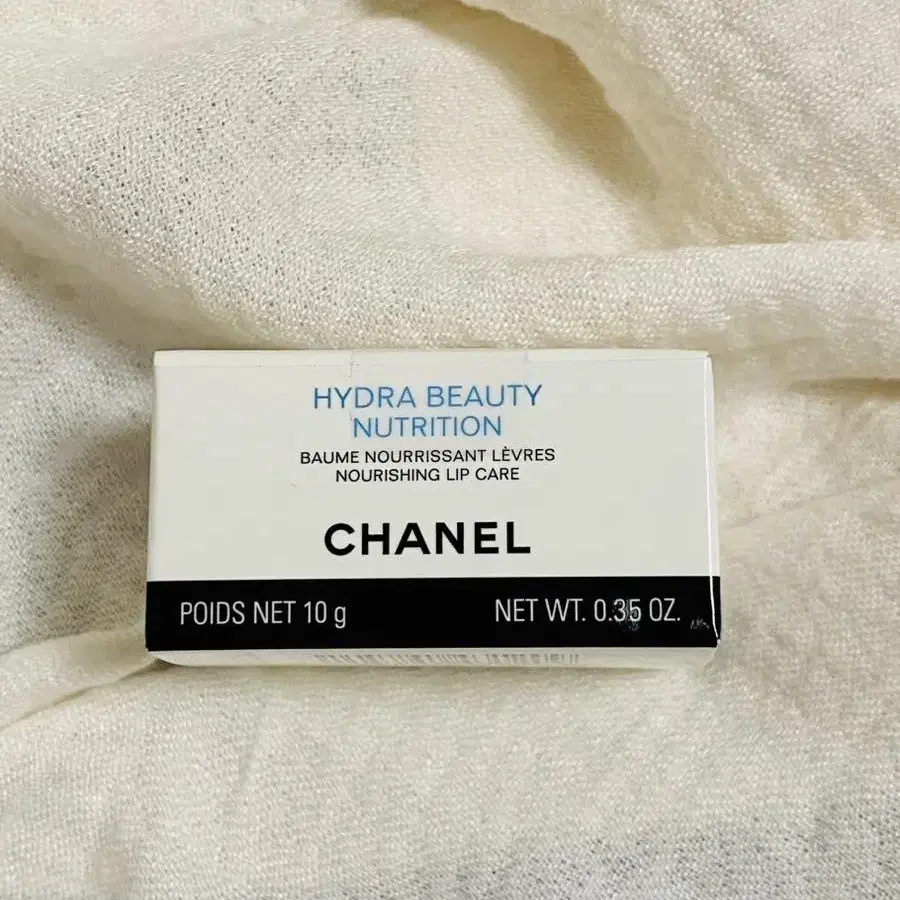 HYDRA BEAUTY
NUTRITION
BAUME NOURRISSANT LÈVRES
NOURISHING LIP CARE
CHANEL
POIDS NET 10 g
NET WT. 0.35 OZ.